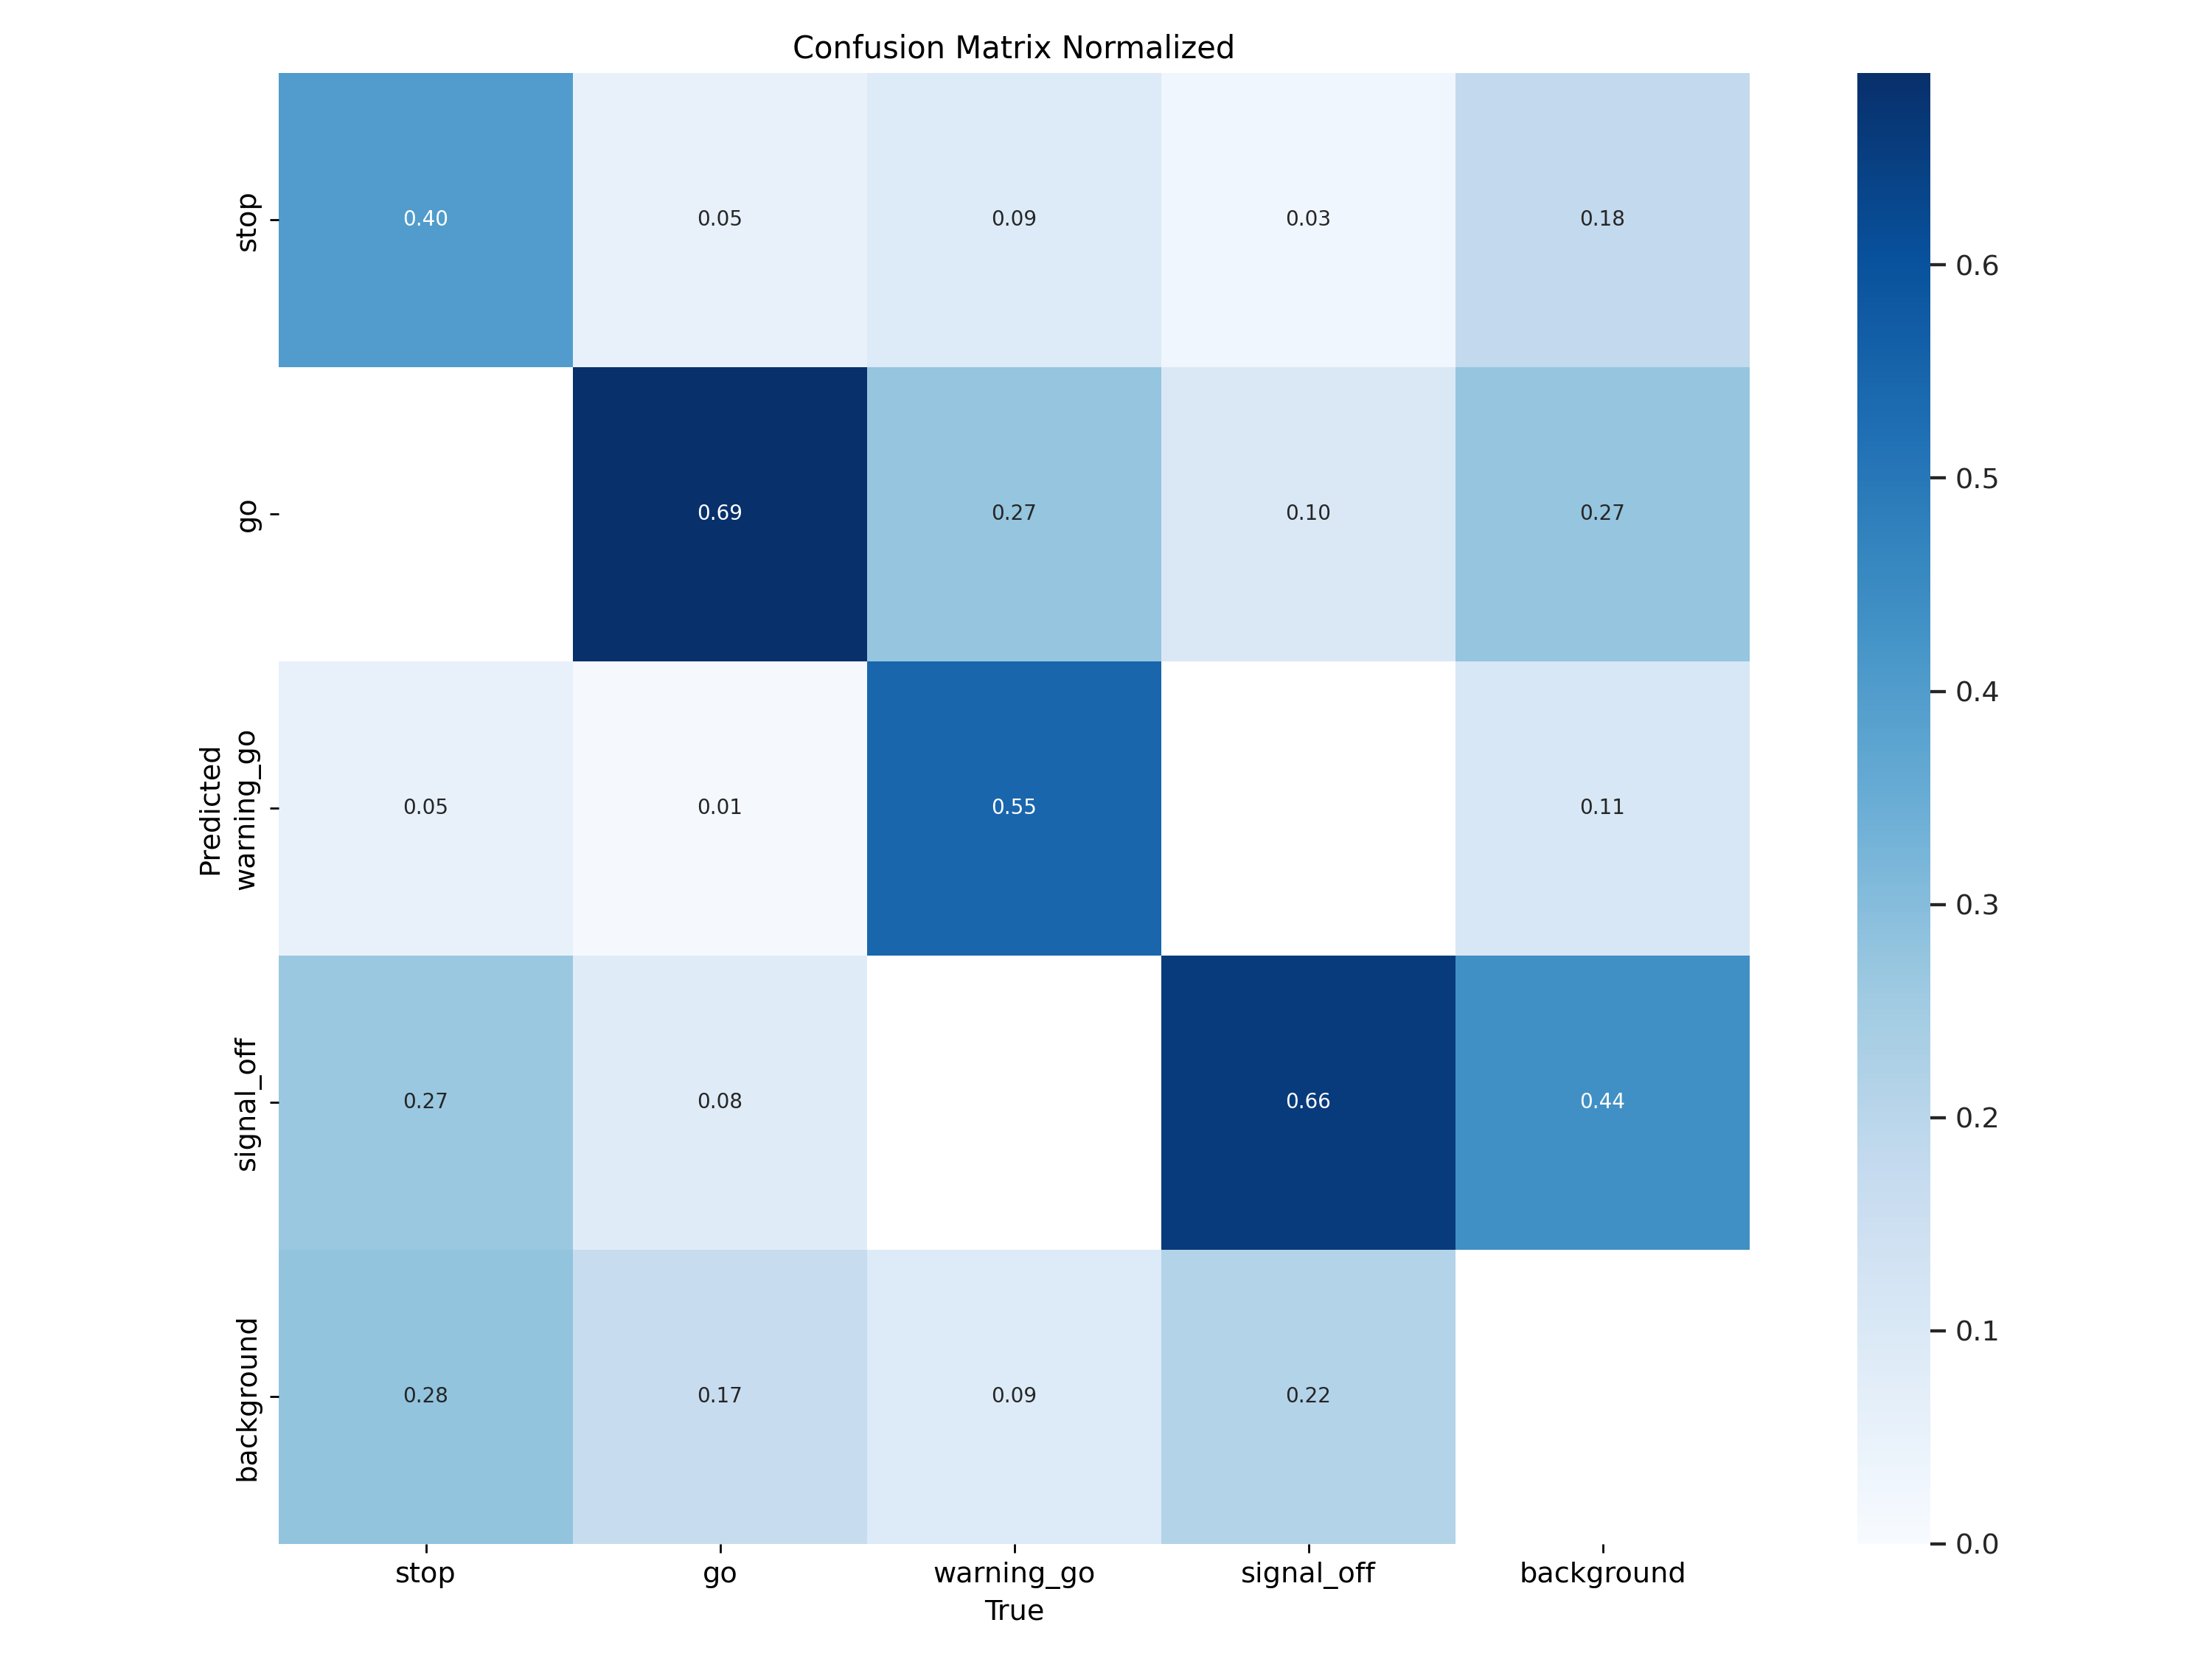 Confusion Matrix Normalized
stop
0.40
0.05
0.09
0.03
0.18
go
0.69
0.27
0.10
0.27
Predicted
warning_go
0.05
0.01
0.55
0.11
signal_off
0.27
0.08
0.66
0.44
background
0.28
0.17
0.09
0.22
stop
go
warning_go
signal_off
background
True
0.6
0.5
0.4
0.3
0.2
0.1
0.0